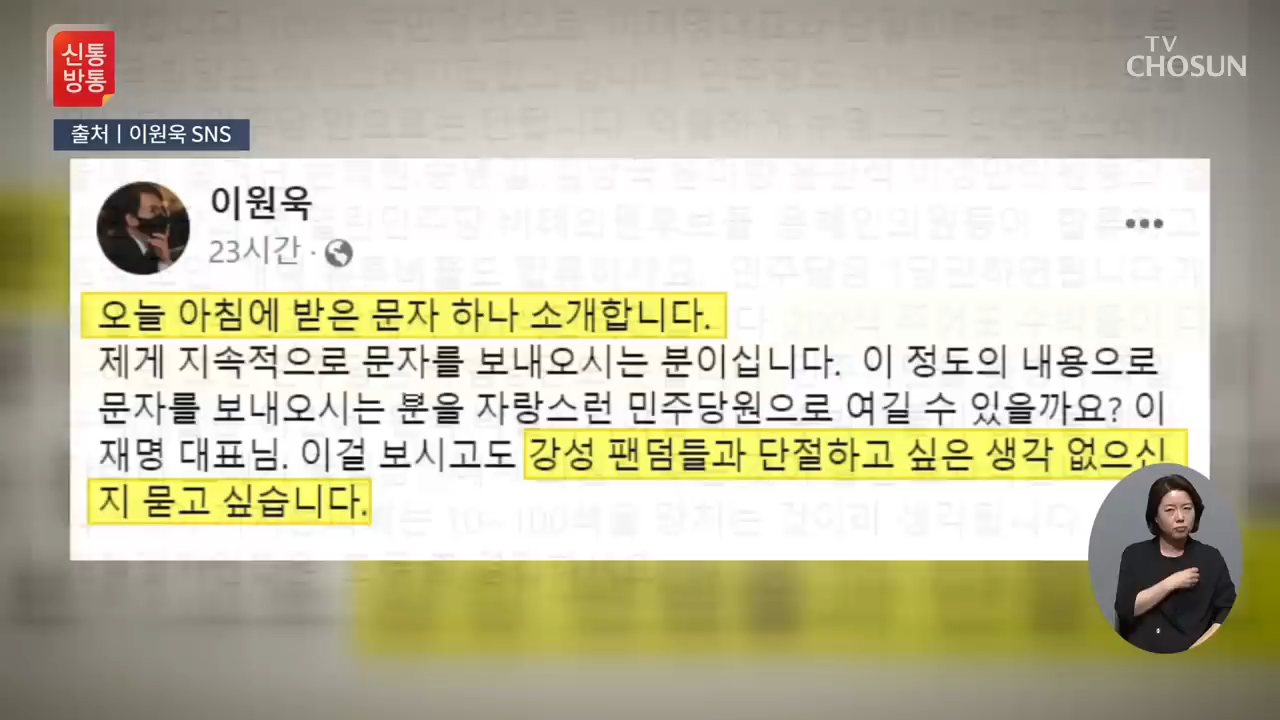 신통
방통
TV
CHOSUN
출처 | 이원욱 SNS
이원욱
23시간 ·
오늘 아침에 받은 문자 하나 소개합니다.
제게 지속적으로 문자를 보내오시는 분이십니다. 이 정도의 내용으로
문자를 보내오시는 분을 자랑스런 민주당원으로 여길 수 있을까요? 이
재명 대표님. 이걸 보시고도 강성 팬덤들과 단절하고 싶은 생각 없으신
지 묻고 싶습니다.